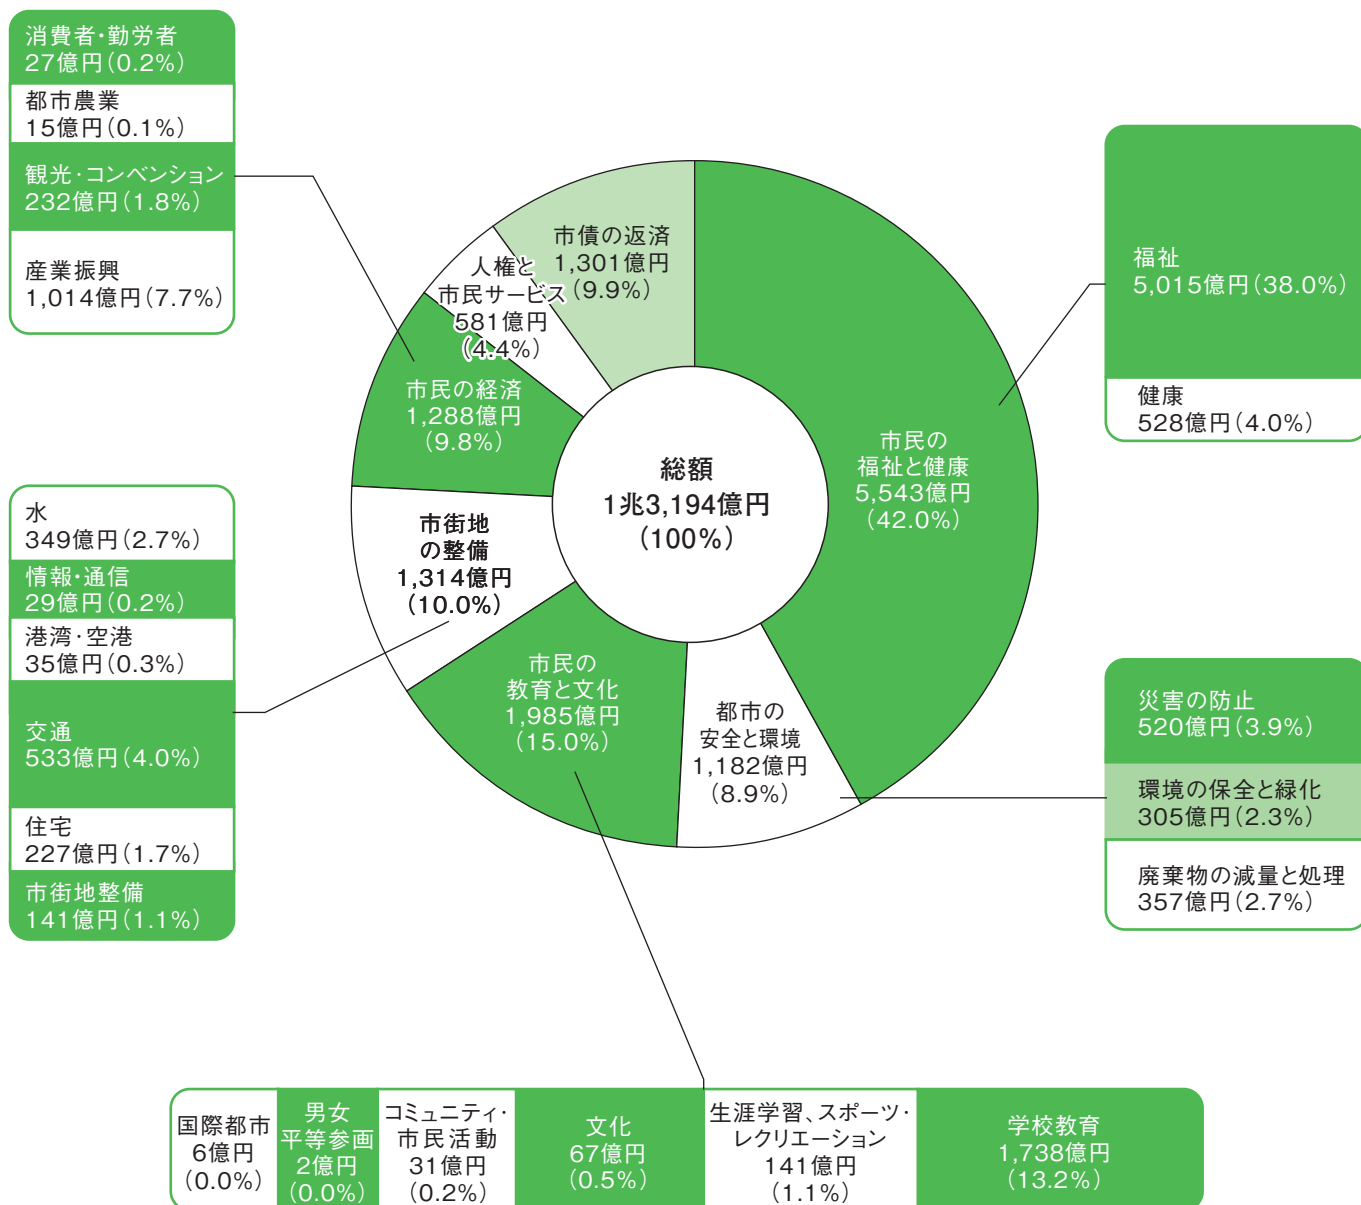 消費者・勤労者
27億円(0.2%)
都市農業
15億円(0.1%)
観光・コンベンション
232億円(1.8%)
産業振興
1,014億円(7.7%)
福祉
5,015億円(38.0%)
健康
528億円(4.0%)
市債の返済
1,301億円
(9.9%)
人権と
市民サービス
581億円
(4.4%)
市民の経済
1,288億円
(9.8%)
総額
1兆3,194億円
(100%)
市民の
福祉と健康
5,543億円
(42.0%)
市街地
の整備
1,314億円
(10.0%)
市民の
教育と文化
1,985億円
(15.0%)
都市の
安全と環境
1,182億円
(8.9%)
水
349億円(2.7%)
情報・通信
29億円(0.2%)
港湾・空港
35億円(0.3%)
交通
533億円(4.0%)
住宅
227億円(1.7%)
市街地整備
141億円(1.1%)
災害の防止
520億円(3.9%)
環境の保全と緑化
305億円(2.3%)
廃棄物の減量と処理
357億円(2.7%)
国際都市
6億円
(0.0%)
男女
平等参画
2億円
(0.0%)
コミュニティ・
市民活動
31億円
(0.2%)
文化
67億円
(0.5%)
生涯学習、スポーツ・
レクリエーション
141億円
(1.1%)
学校教育
1,738億円
(13.2%)